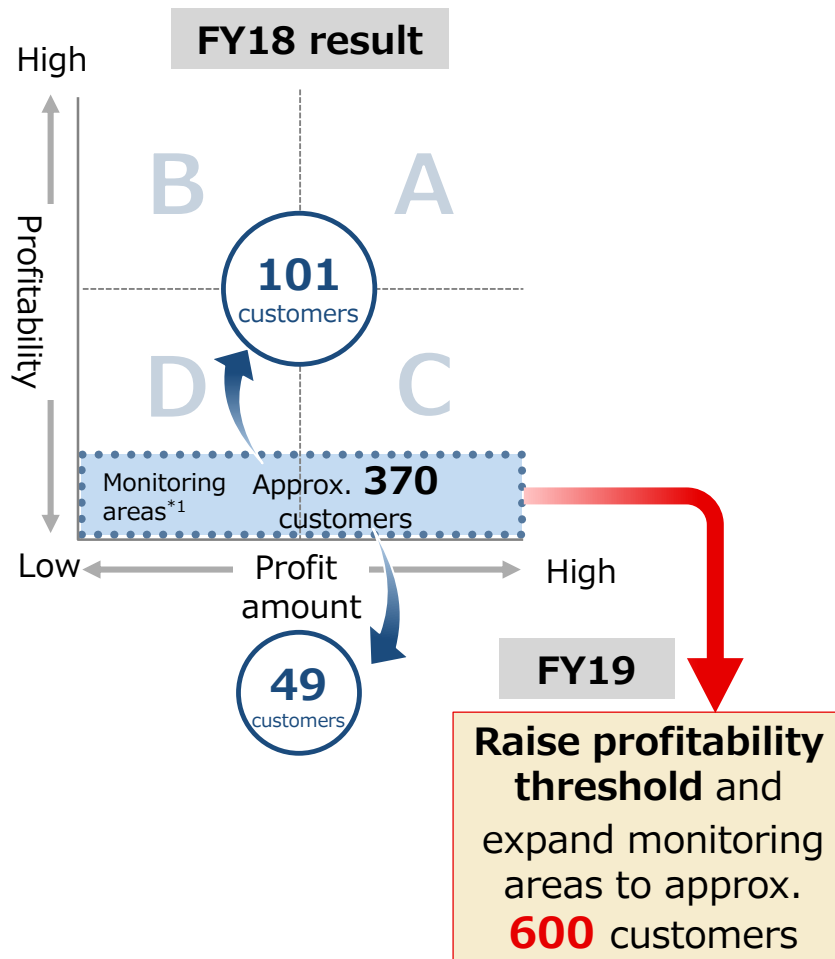 FY18 result
High
B
A
Profitability
101
customers
D
C
Monitoring
areas*1
Approx. 370
customers
Low
Profit
amount
High
49
customers
FY19
Raise profitability
threshold and
expand monitoring
areas to approx.
600 customers